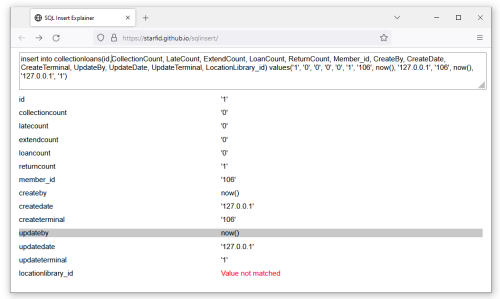 SQL Insert Explainer
https://starfid.github.io/sqlinsert/
insert into collectionloans(id,CollectionCount, LateCount, ExtendCount, LoanCount, ReturnCount, Member_id, CreateBy, CreateDate,
CreateTerminal, UpdateBy, UpdateDate, UpdateTerminal, LocationLibrary_id) values('1', '0', '0', '0', '0', '1', '106', now(), '127.0.0.1', '106', now(),
'127.0.0.1', '1')
id '1'
collectioncount '0'
latecount '0'
extendcount '0'
loancount '0'
returncount '1'
member_id '106'
createby now()
createdate '127.0.0.1'
createterminal '106'
updateby now()
updatedate '127.0.0.1'
updateterminal '1'
locationlibrary_id Value not matched